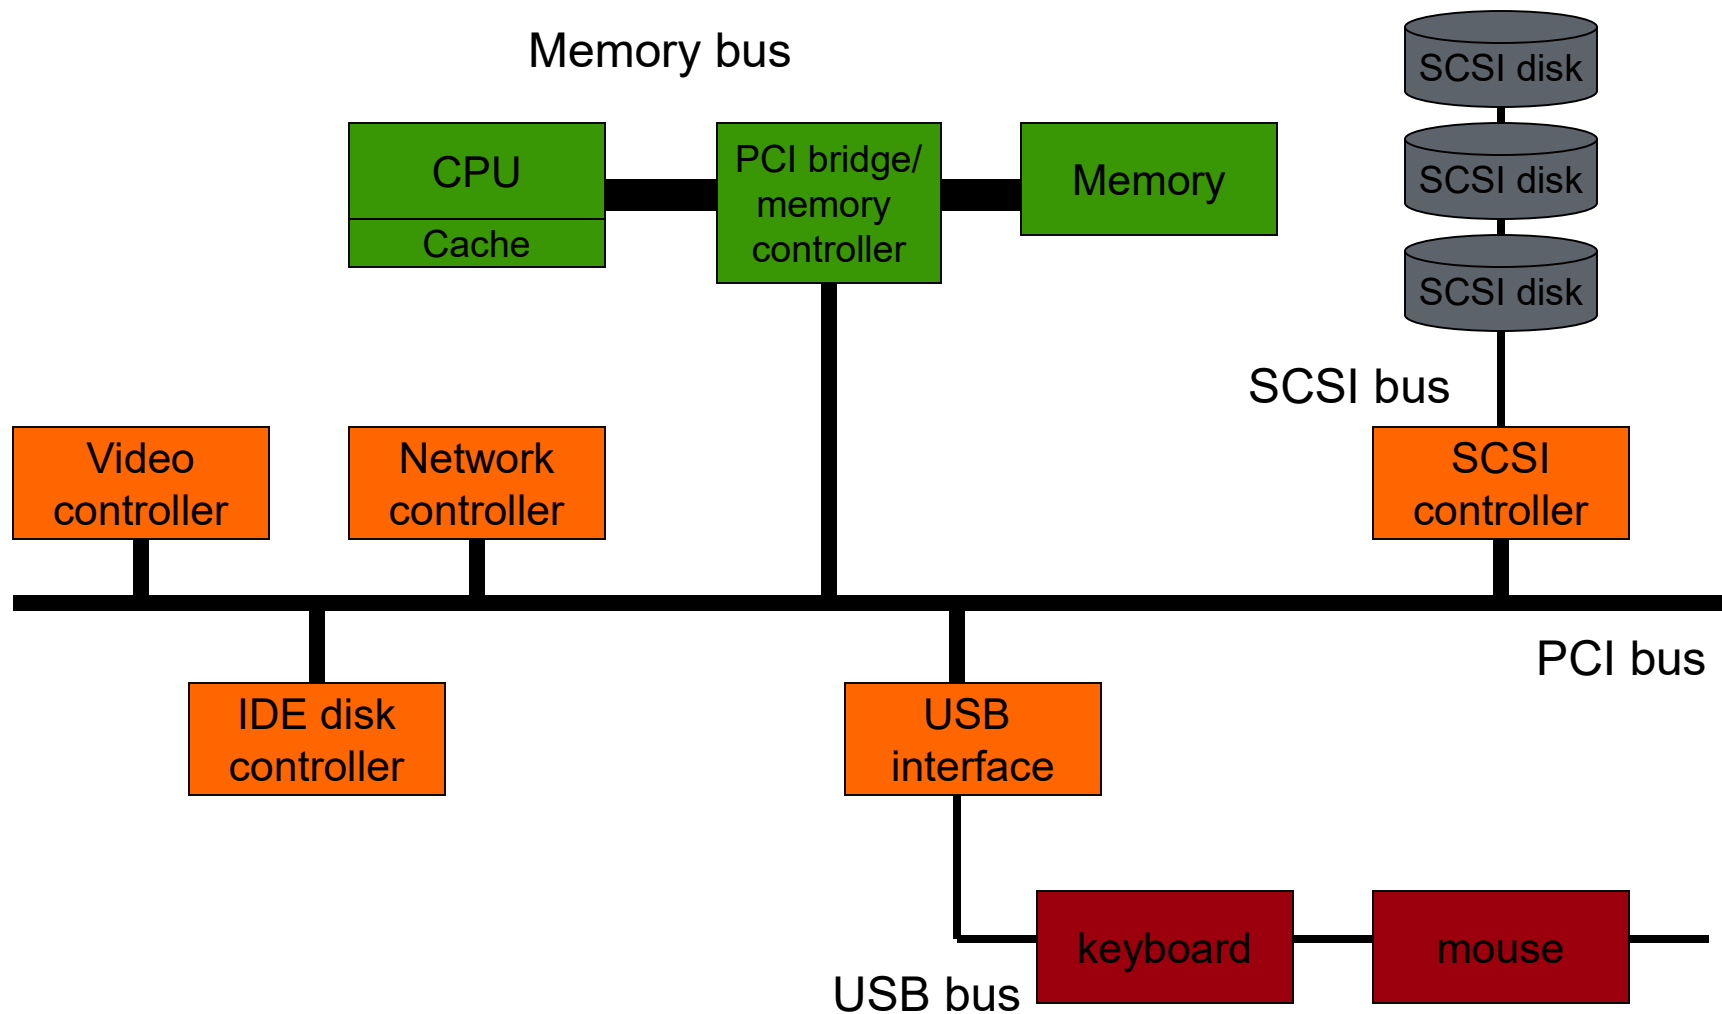 Memory bus
SCSI disk
CPU
Cache
PCI bridge/
memory
controller
Memory
SCSI disk
SCSI disk
SCSI bus
Video
controller
Network
controller
SCSI
controller
PCI bus
IDE disk
controller
USB
interface
keyboard
mouse
USB bus